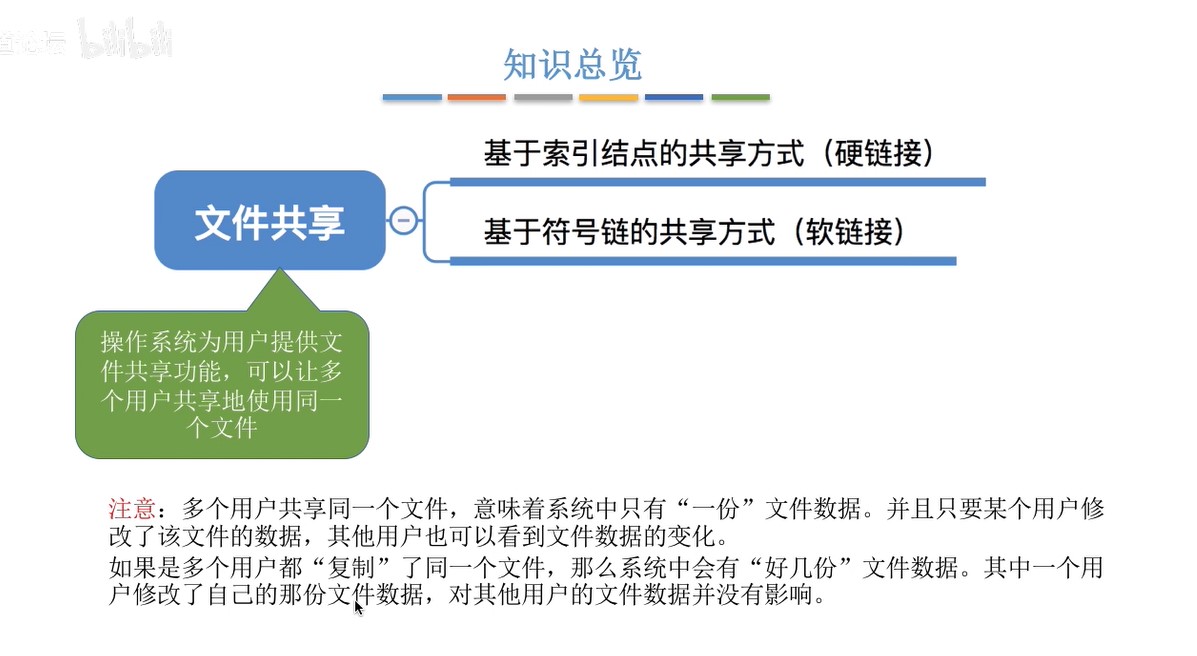 bilibili
知识总览
基于索引结点的共享方式（硬链接）
文件共享
基于符号链的共享方式（软链接）
操作系统为用户提供文
件共享功能，可以让多
个用户共享地使用同一
个文件
注意：多个用户共享同一个文件，意味着系统中只有“一份”文件数据。并且只要某个用户修
改了该文件的数据，其他用户也可以看到文件数据的变化。
如果是多个用户都“复制”了同一个文件，那么系统中会有“好几份”文件数据。其中一个用
户修改了自己的那份文件数据，对其他用户的文件数据并没有影响。